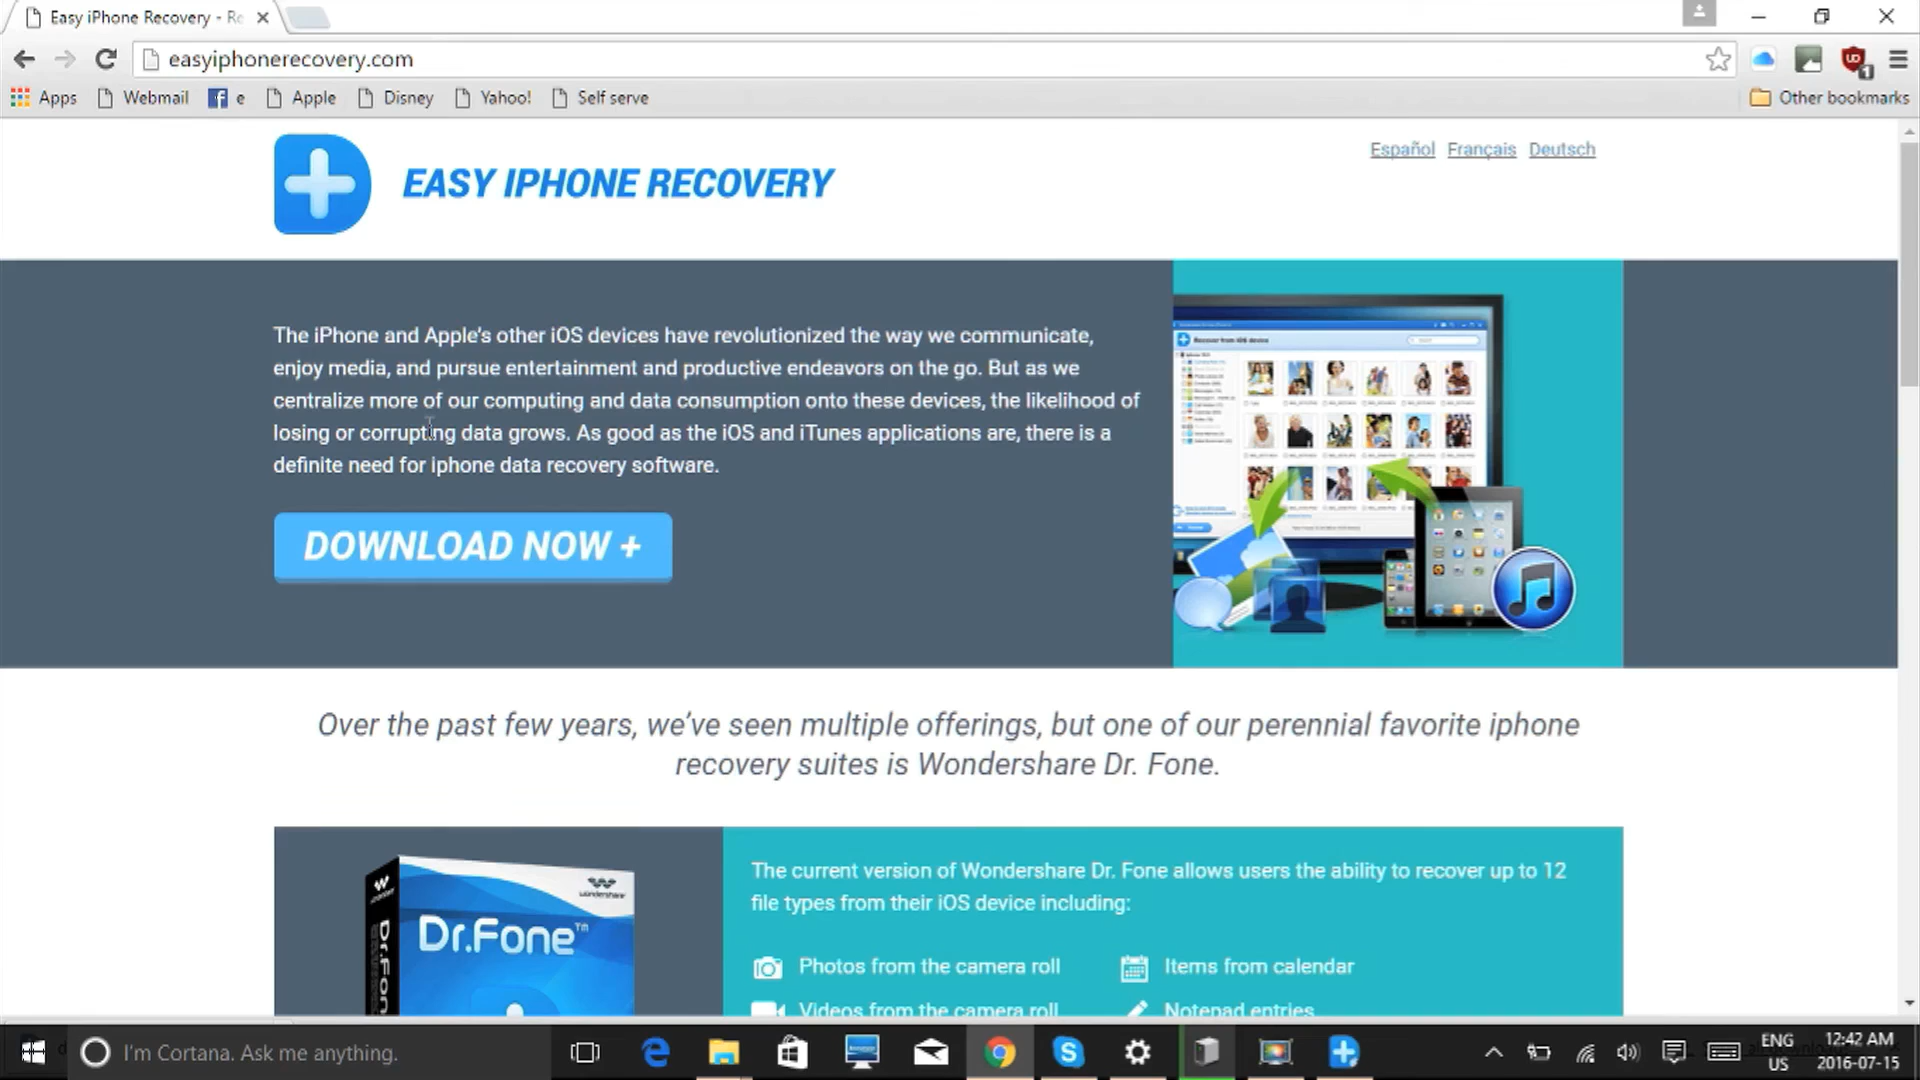 Easy iPhone Recovery - Re
easyiphonerecovery.com
Apps Webmail e Apple Disney Yahoo! Self serve Other bookmarks
Español Français Deutsch
EASY IPHONE RECOVERY
The iPhone and Apple's other iOS devices have revolutionized the way we communicate,
enjoy media, and pursue entertainment and productive endeavors on the go. But as we
centralize more of our computing and data consumption onto these devices, the likelihood of
losing or corrupting data grows. As good as the iOS and iTunes applications are, there is a
definite need for iphone data recovery software.
DOWNLOAD NOW +
Recover from iOS device
Over the past few years, we've seen multiple offerings, but one of our perennial favorite iphone
recovery suites is Wondershare Dr. Fone.
wondershare
Dr.Fone™
Dr.Fon
The current version of Wondershare Dr. Fone allows users the ability to recover up to 12
file types from their iOS device including:
Photos from the camera roll Items from calendar
Videos from the camera roll Notepad entries
I'm Cortana. Ask me anything.
ENG
US
12:42 AM
2016-07-15